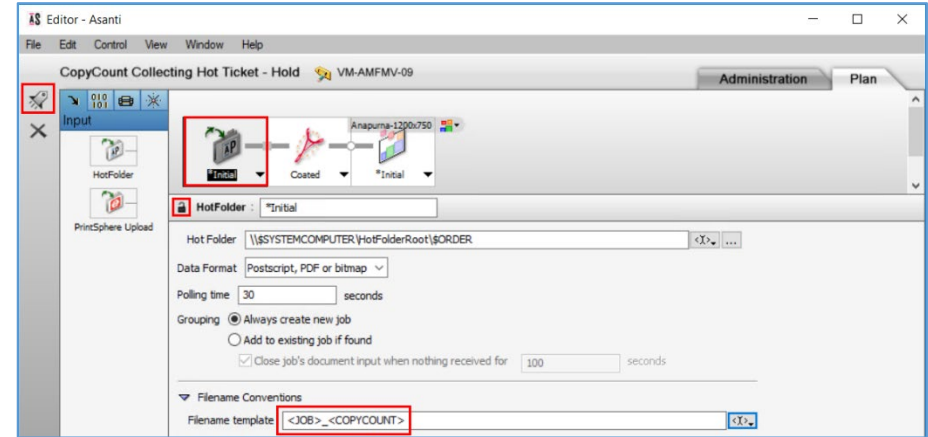 AS Editor - Asanti
File Edit Control View Window Help
CopyCount Collecting Hot Ticket - Hold VM-AMFMV-09
Administration Plan
Input
Anapurna-1200x750
AP
*Initial Coated *Initial
AP
HotFolder
HotFolder : *Initial
PrintSphere Upload
Hot Folder \\$SYSTEMCOMPUTER\HotFolderRoot\$ORDER <I> ...
Data Format Postscript, PDF or bitmap
Polling time 30 seconds
Grouping Always create new job
Add to existing job if found
Close job's document input when nothing received for 100 seconds
Filename Conventions
Filename template <JOB>_<COPYCOUNT> <I>